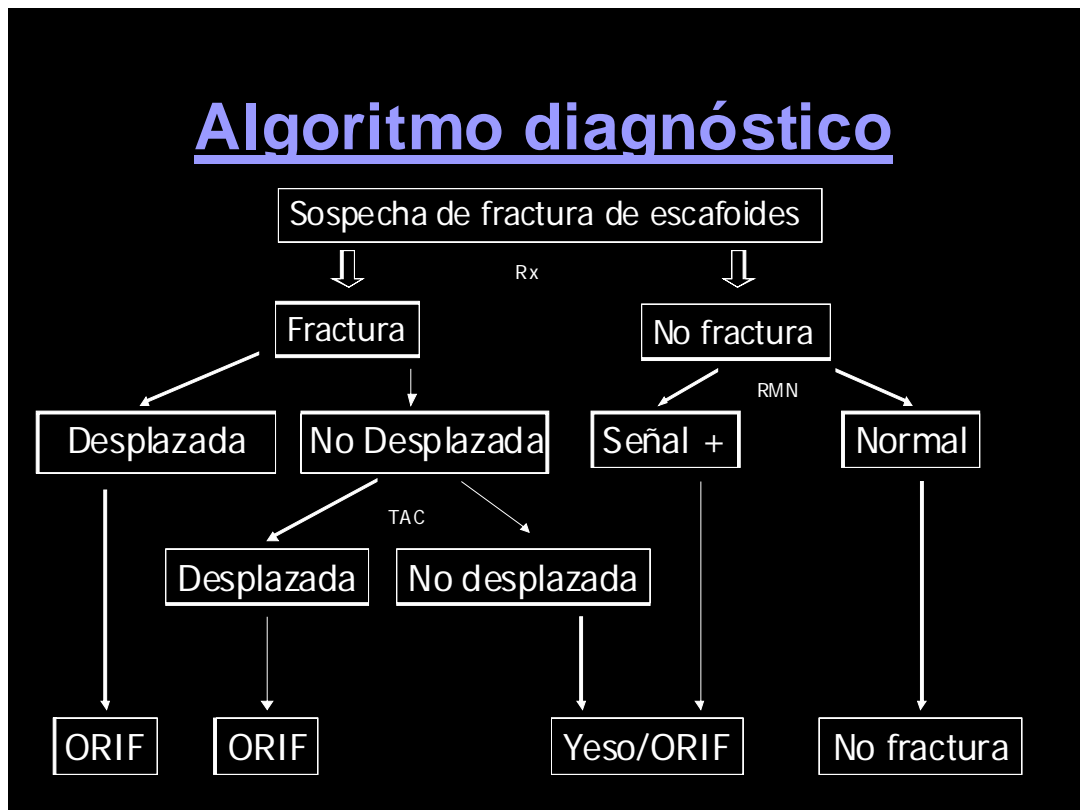 Algoritmo diagnóstico
Sospecha de fractura de escafoides
Rx
Fractura
No fractura
RMN
Desplazada
No Desplazada
Señal +
Normal
TAC
Desplazada
No desplazada
ORIF
ORIF
Yeso/ORIF
No fractura